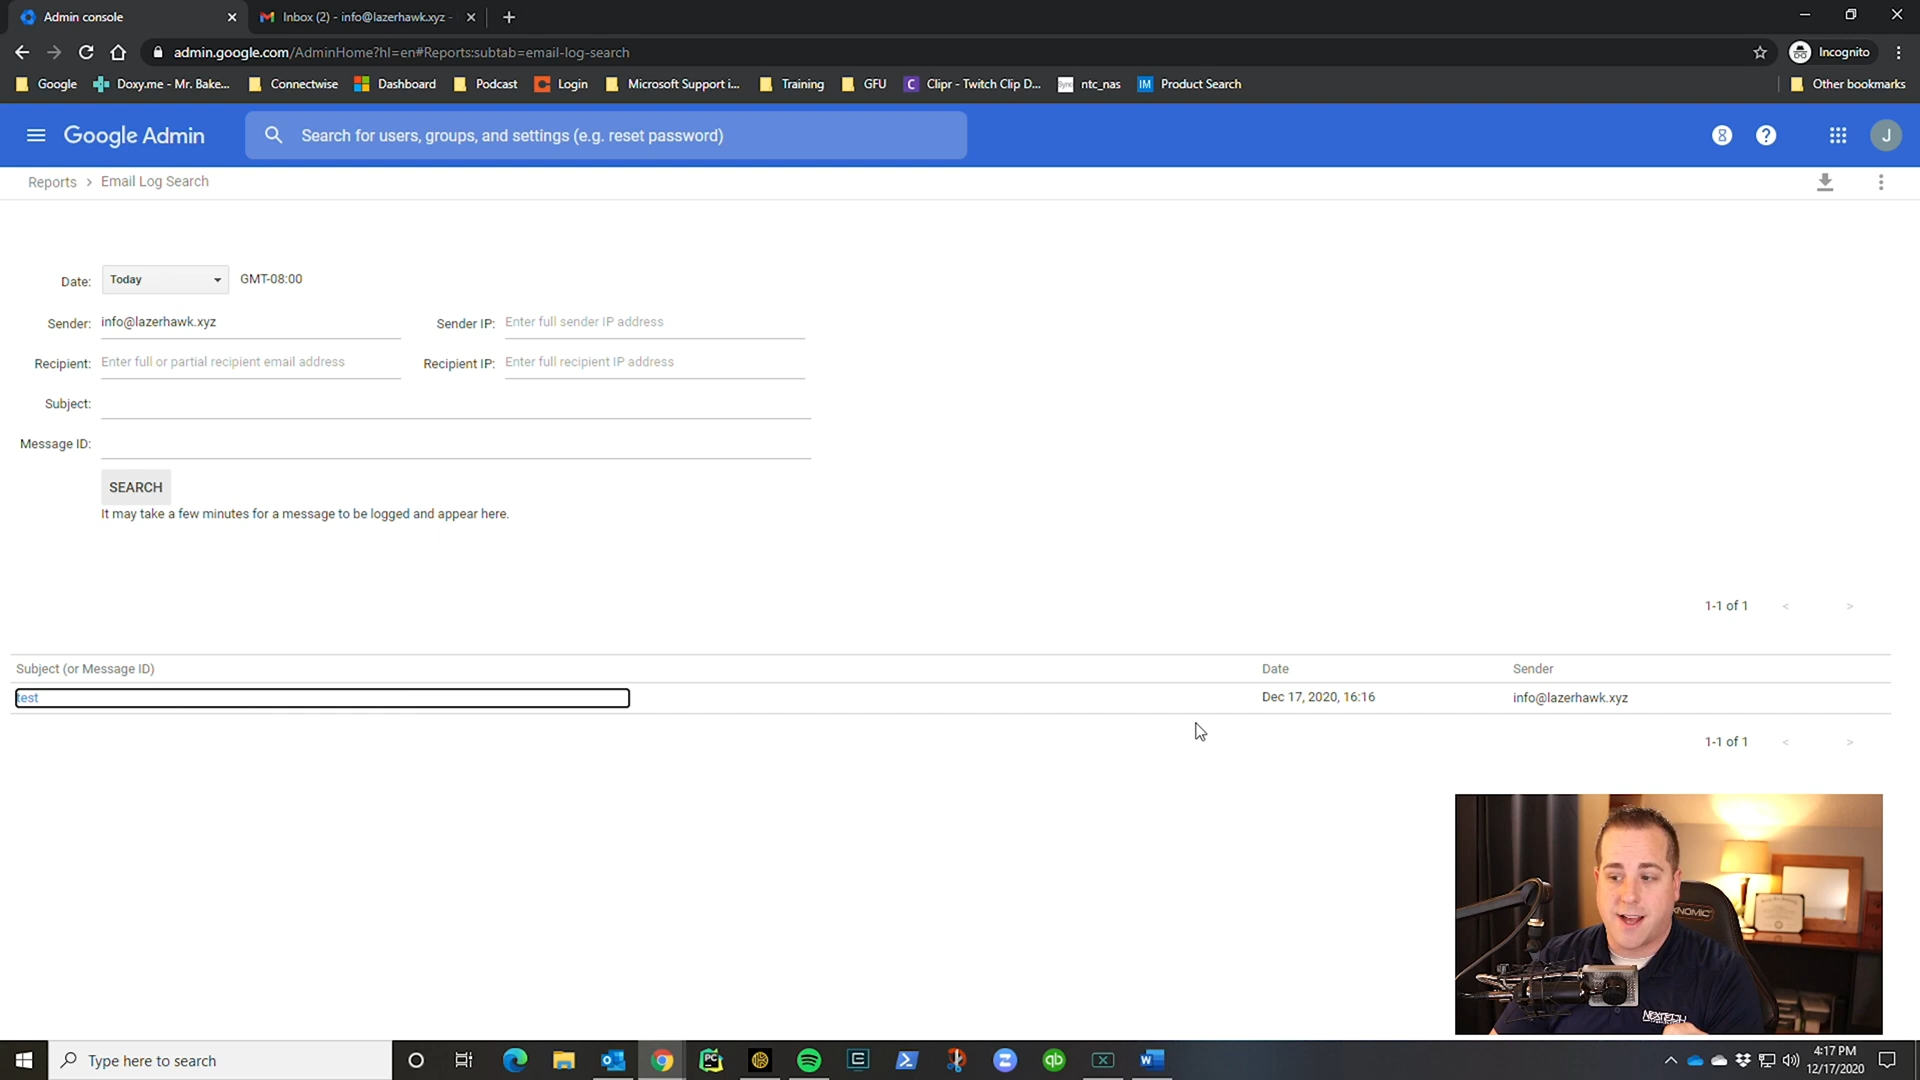 Admin console
Inbox (2) - info@lazerhawk.xyz -
admin.google.com/AdminHome?hl=en#Reports:subtab=email-log-search
Incognito
Google
Doxy.me - Mr. Bake...
Connectwise
Dashboard
Podcast
Login
Microsoft Support i...
Training
GFU
Clipr - Twitch Clip D...
ntc_nas
Product Search
Other bookmarks
Google Admin
Search for users, groups, and settings (e.g. reset password)
J
Reports > Email Log Search
Date: Today GMT-08:00
Sender: info@lazerhawk.xyz Sender IP: Enter full sender IP address
Recipient: Enter full or partial recipient email address Recipient IP: Enter full recipient IP address
Subject:
Message ID:
SEARCH
It may take a few minutes for a message to be logged and appear here.
1-1 of 1 < >
Subject (or Message ID) Date Sender
test Dec 17, 2020, 16:16 info@lazerhawk.xyz
1-1 of 1 < >
Type here to search
4:17 PM
12/17/2020